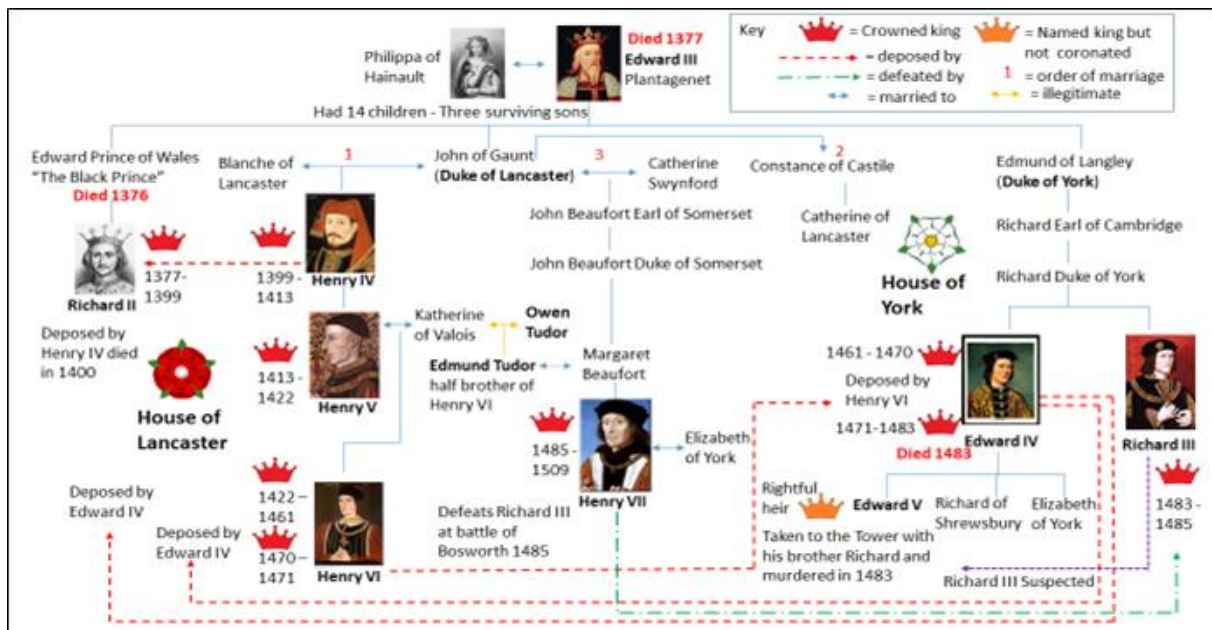 Died 1377
Philippa of
Hainault
Edward III
Plantagenet
Key
= Crowned king
= Named king but
not coronated
= deposed by
= defeated by
1 = order of marriage
= married to
= illegitimate
Had 14 children - Three surviving sons
Edward Prince of Wales
"The Black Prince"
Died 1376
Blanche of
Lancaster
1
John of Gaunt
(Duke of Lancaster)
3
Catherine
Swynford
2
Constance of Castile
Edmund of Langley
(Duke of York)
John Beaufort Earl of Somerset
Catherine of
Lancaster
Richard Earl of Cambridge
1377-
1399
Richard II
1399 -
1413
Henry IV
John Beaufort Duke of Somerset
House of
York
Richard Duke of York
Deposed by
Henry IV died
in 1400
Katherine
of Valois
Owen
Tudor
Edmund Tudor
half brother of
Henry VI
Margaret
Beaufort
1461 - 1470
Deposed by
Henry VI
1471-1483
Died 1483
Edward IV
Richard III
House of
Lancaster
1413-
1422
Henry V
1485 -
1509
Henry VII
Elizabeth
of York
1483 -
1485
Deposed by
Edward IV
1422 –
1461
Deposed by
Edward IV
1470 –
1471
Henry VI
Defeats Richard III
at battle of
Bosworth 1485
Rightful
heir
Edward V
Richard of
Shrewsbury
Elizabeth
of York
Taken to the Tower with
his brother Richard and
murdered in 1483
Richard III Suspected